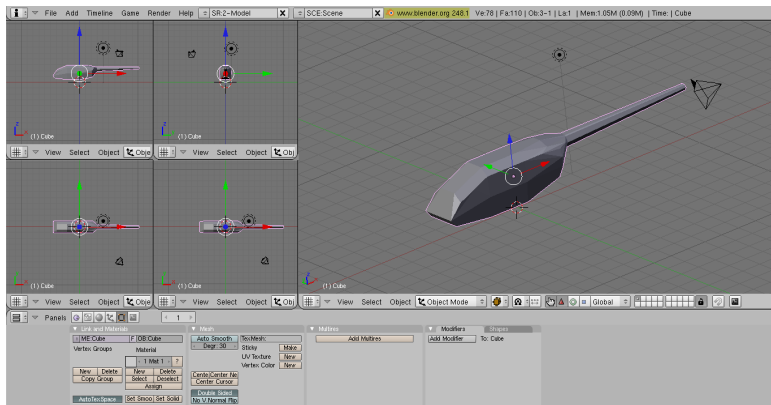 File Add Timeline Game Render Help SR:2-Model SCE:Scene www.blender.org 248.1 Ve:78 | Fa:110 | Ob:3-1 | La:1 | Mem:1.05M (0.09M) | Time: | Cube
(1) Cube
(1) Cube
View Select Object Obje
View Select Object Obj
(1) Cube
(1) Cube
(1) Cube
View Select Object Obje
View Select Object Obj
View Select Object Object Mode Global
Panels 1
Link and Materials
Mesh
Multires
Modifiers Shapes
ME:Cube F OB:Cube
Auto Smooth TexMesh:
Add Multires
Add Modifier To: Cube
Vertex Groups Material
Degr: 30 Sticky Make
1 Mat 1 ?
UV Texture New
Vertex Color: New
New Delete New Delete
Copy Group Select Deselect
Assign
Cente Center Ne
Center Cursor
AutoTexSpace Set Smoo Set Solid
Double Sided
No V.Normal Flip